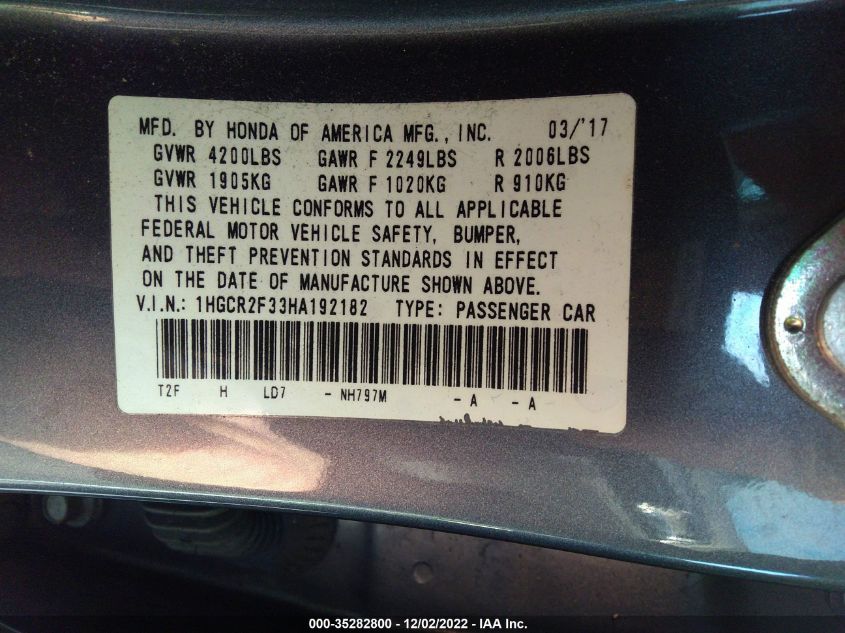 MFD. BY HONDA OF AMERICA MFG., INC. 03/'17
GVWR 4200LBS GAWR F 2249LBS R 2006LBS
GVWR 1905KG GAWR F 1020KG R 910KG
THIS VEHICLE CONFORMS TO ALL APPLICABLE
FEDERAL MOTOR VEHICLE SAFETY, BUMPER,
AND THEFT PREVENTION STANDARDS IN EFFECT
ON THE DATE OF MANUFACTURE SHOWN ABOVE.
V.I.N.: 1HGCR2F33HA192182 TYPE: PASSENGER CAR
T2F H LD7 - NH797M - A - A
000-35282800 - 12/02/2022 - IAA Inc.